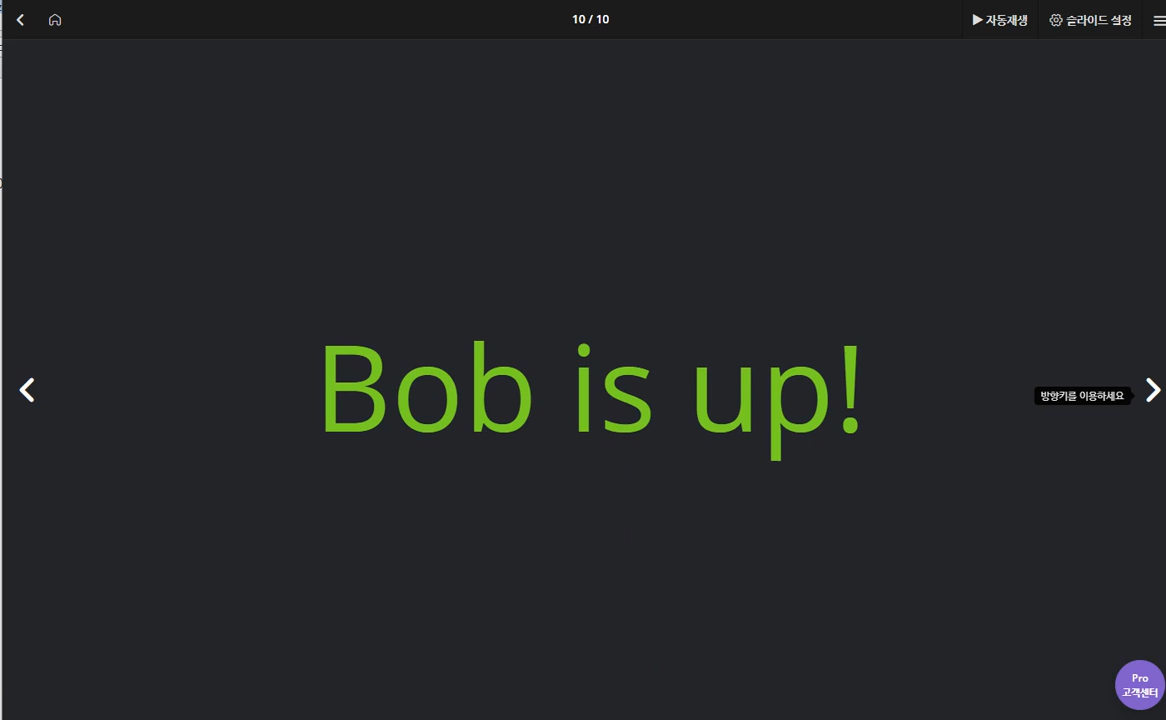 10 / 10
▶ 자동재생
슬라이드 설정
Bob is up!
방향키를 이용하세요
Pro
고객센터